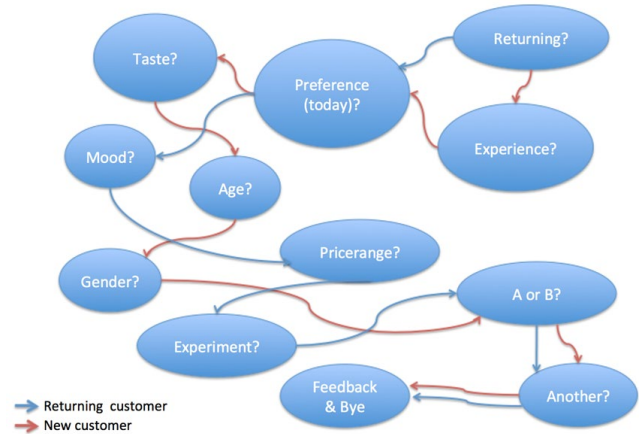 Returning?
Taste?
Preference
(today)?
Experience?
Mood?
Age?
Pricerange?
Gender?
A or B?
Experiment?
Feedback
& Bye
Another?
Returning customer
New customer